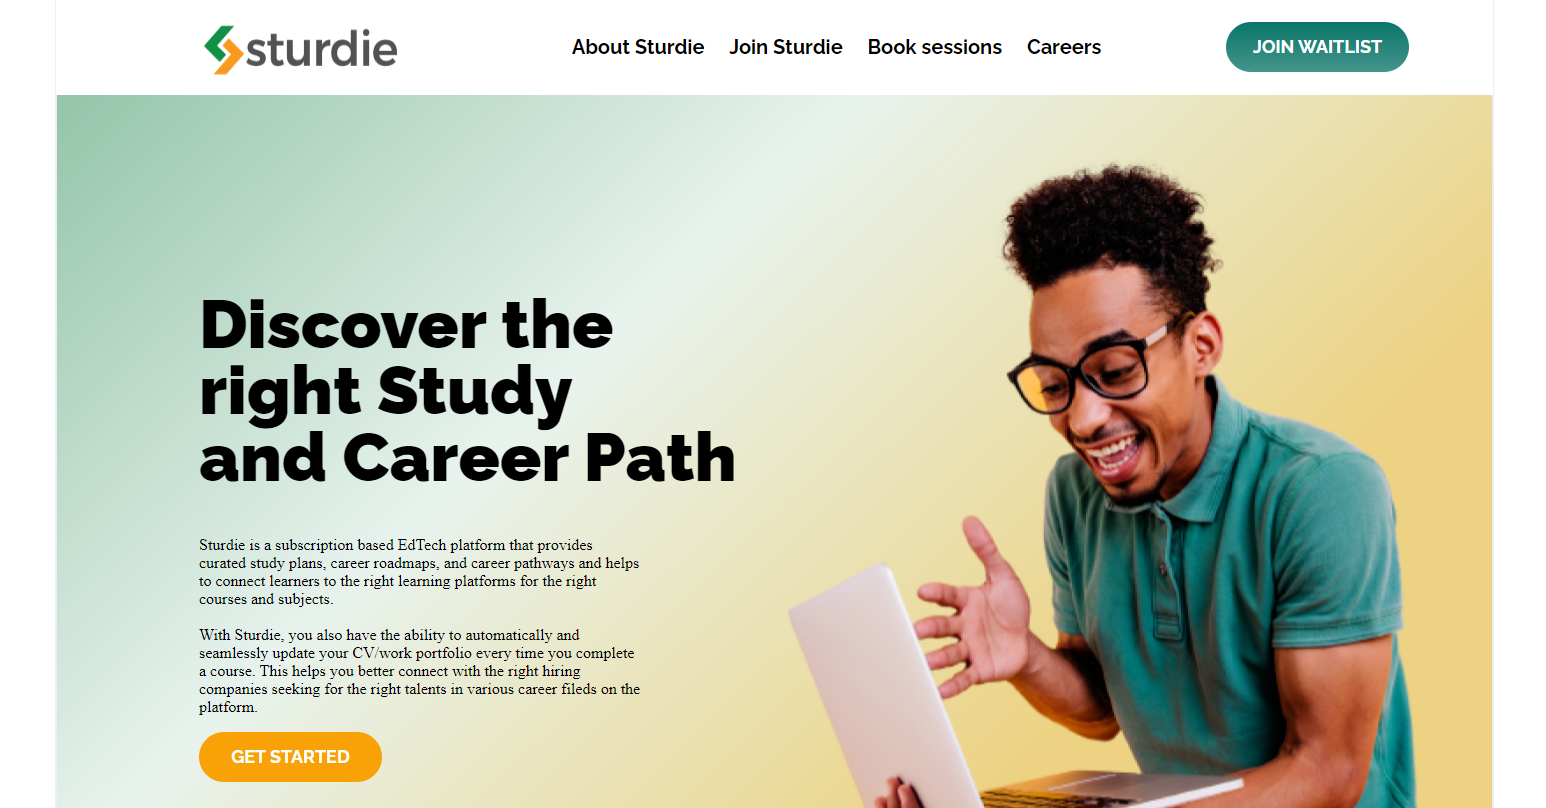 sturdie
About Sturdie Join Sturdie Book sessions Careers
JOIN WAITLIST
Discover the
right Study
and Career Path
Sturdie is a subscription based EdTech platform that provides
curated study plans, career roadmaps, and career pathways and helps
to connect learners to the right learning platforms for the right
courses and subjects.
With Sturdie, you also have the ability to automatically and
seamlessly update your CV/work portfolio every time you complete
a course. This helps you better connect with the right hiring
companies seeking for the right talents in various career fileds on the
platform.
GET STARTED